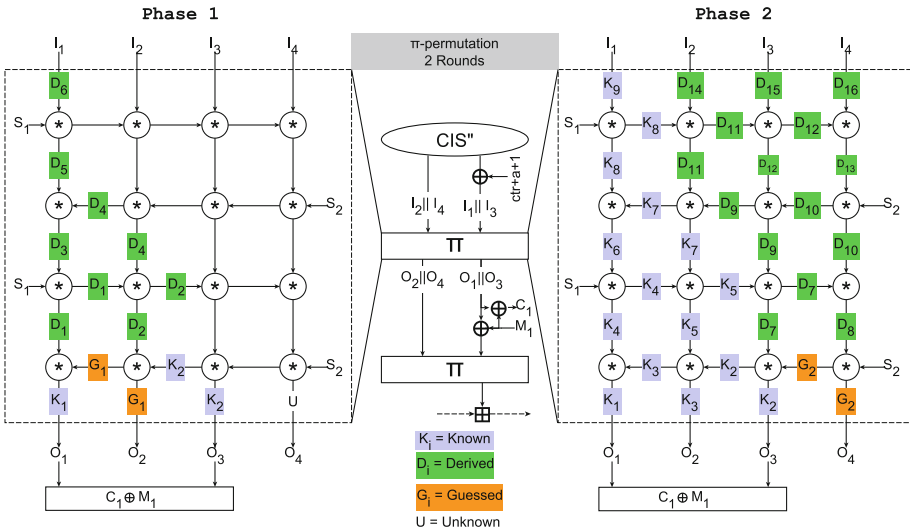 Phase 1
π-permutation
2 Rounds
Phase 2
I1 I2 I3 I4
D6
S1 * * * *
D5
* D4 * * * S2
D3 D4
S1 * D1 * D2 * *
D1 D2
* G1 * K2 * * S2
K1 G1 K2 U
O1 O2 O3 O4
C1⊕M1
CIS"
ctr+a+1
I2||I4 I1||I3
π
O2||O4 O1||O3
C1
M1
π
Ki = Known
Di = Derived
Gi = Guessed
U = Unknown
I1 I2 I3 I4
K9 D14 D15 D16
S1 * K8 * D11 * D12 *
K8 D11 D12 D13
* K7 * D9 * D10 * S2
K6 K7 D9 D10
S1 * K4 * K5 * D7 *
K4 K5 D7 D8
* K3 * K2 * G2 * S2
K1 K3 K2 G2
O1 O2 O3 O4
C1⊕M1